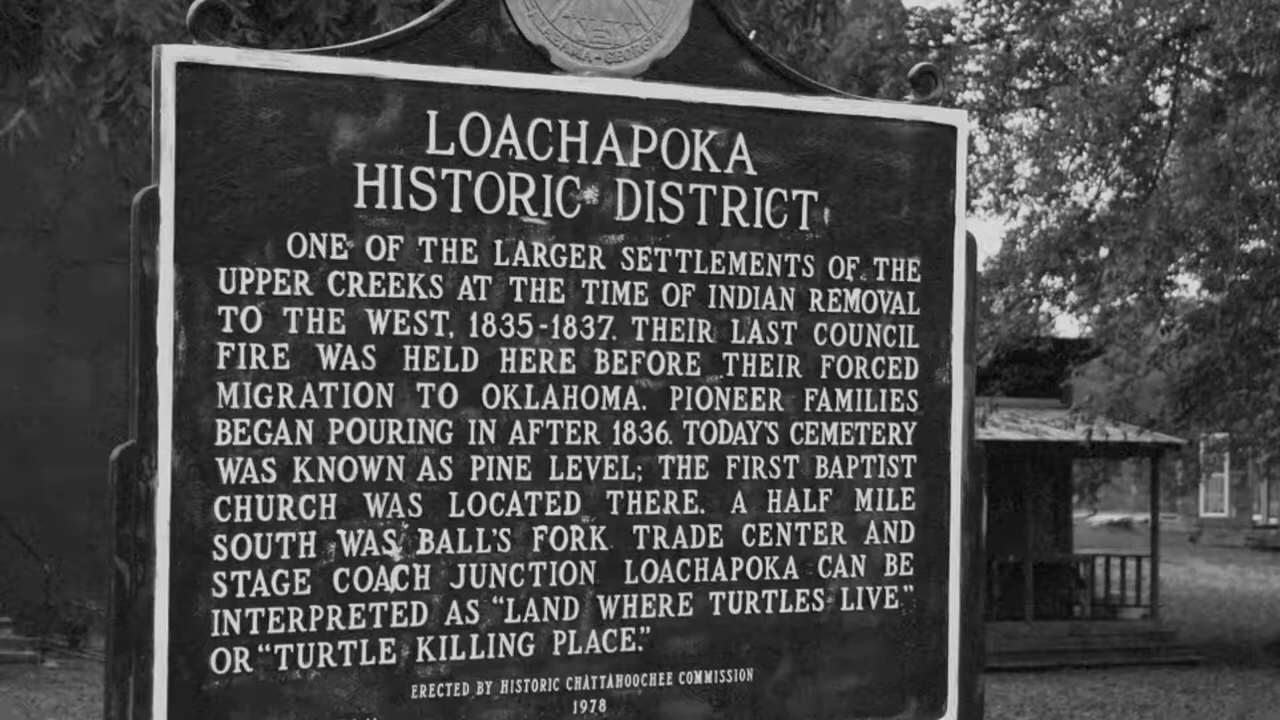 ALABAMA-GEORGIA
LOACHAPOKA
HISTORIC DISTRICT
ONE OF THE LARGER SETTLEMENTS OF THE
UPPER CREEKS AT THE TIME OF INDIAN REMOVAL
TO THE WEST, 1835-1837. THEIR LAST COUNCIL
FIRE WAS HELD HERE BEFORE THEIR FORCED
MIGRATION TO OKLAHOMA. PIONEER FAMILIES
BEGAN POURING IN AFTER 1836. TODAY'S CEMETERY
WAS KNOWN AS PINE LEVEL; THE FIRST BAPTIST
CHURCH WAS LOCATED THERE. A HALF MILE
SOUTH WAS BALL'S FORK TRADE CENTER AND
STAGE COACH JUNCTION LOACHAPOKA CAN BE
INTERPRETED AS "LAND WHERE TURTLES LIVE"
OR "TURTLE KILLING PLACE."
ERECTED BY HISTORIC CHATTAHOOCHEE COMMISSION
1978